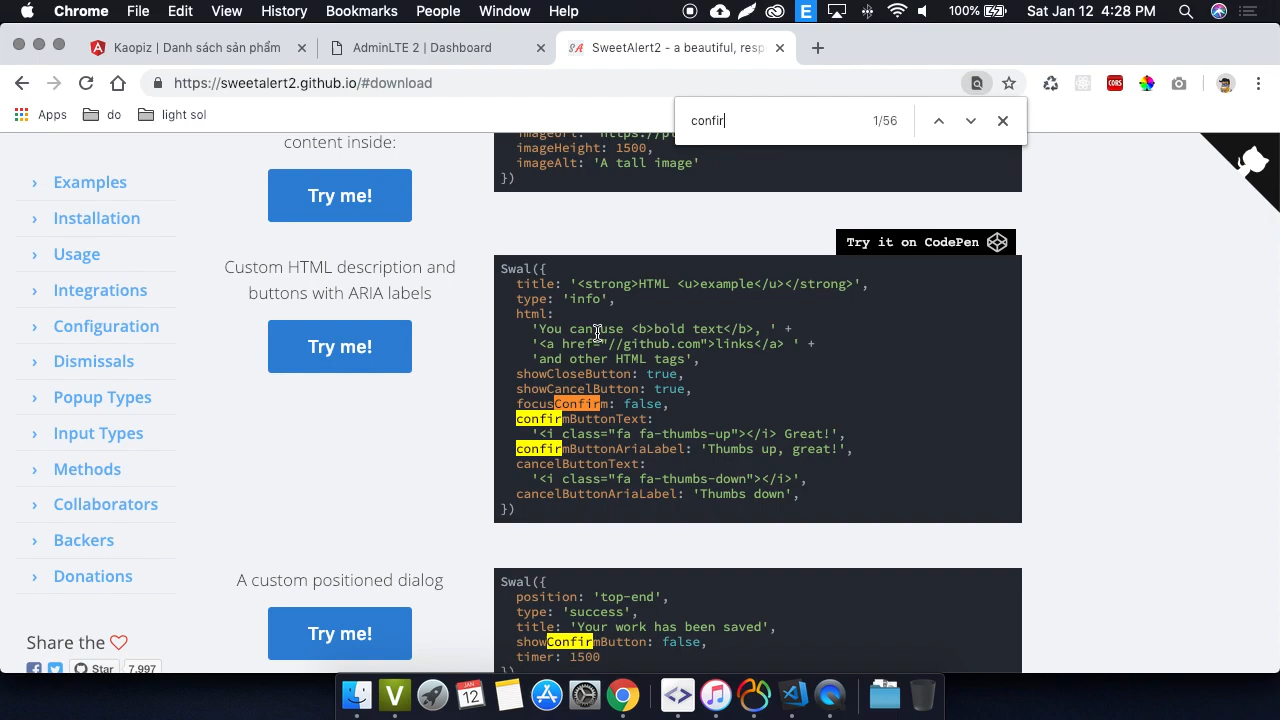 Chrome File Edit View History Bookmarks People Window Help 100% Sat Jan 12 4:28 PM
Kaopiz | Danh sách sản phẩm
AdminLTE 2 | Dashboard
SweetAlert2 - a beautiful, resp
https://sweetalert2.github.io/#download
Apps do light sol
confir 1/56
content inside:
Try me!
imageHeight: 1500,
imageAlt: 'A tall image'
})
Examples
Installation
Usage
Integrations
Configuration
Dismissals
Popup Types
Input Types
Methods
Collaborators
Backers
Donations
Share the
Star 7,997
Try it on CodePen
Custom HTML description and
buttons with ARIA labels
Try me!
Swal({
title: '<strong>HTML <u>example</u></strong>',
type: 'info',
html:
'You can use <b>bold text</b>, ' +
'<a href="//github.com">links</a> ' +
'and other HTML tags',
showCloseButton: true,
showCancelButton: true,
focusConfirm: false,
confirmButtonText:
'<i class="fa fa-thumbs-up"></i> Great!',
confirmButtonAriaLabel: 'Thumbs up, great!',
cancelButtonText:
'<i class="fa fa-thumbs-down"></i>',
cancelButtonAriaLabel: 'Thumbs down',
})
A custom positioned dialog
Try me!
Swal({
position: 'top-end',
type: 'success',
title: 'Your work has been saved',
showConfirmButton: false,
timer: 1500
})